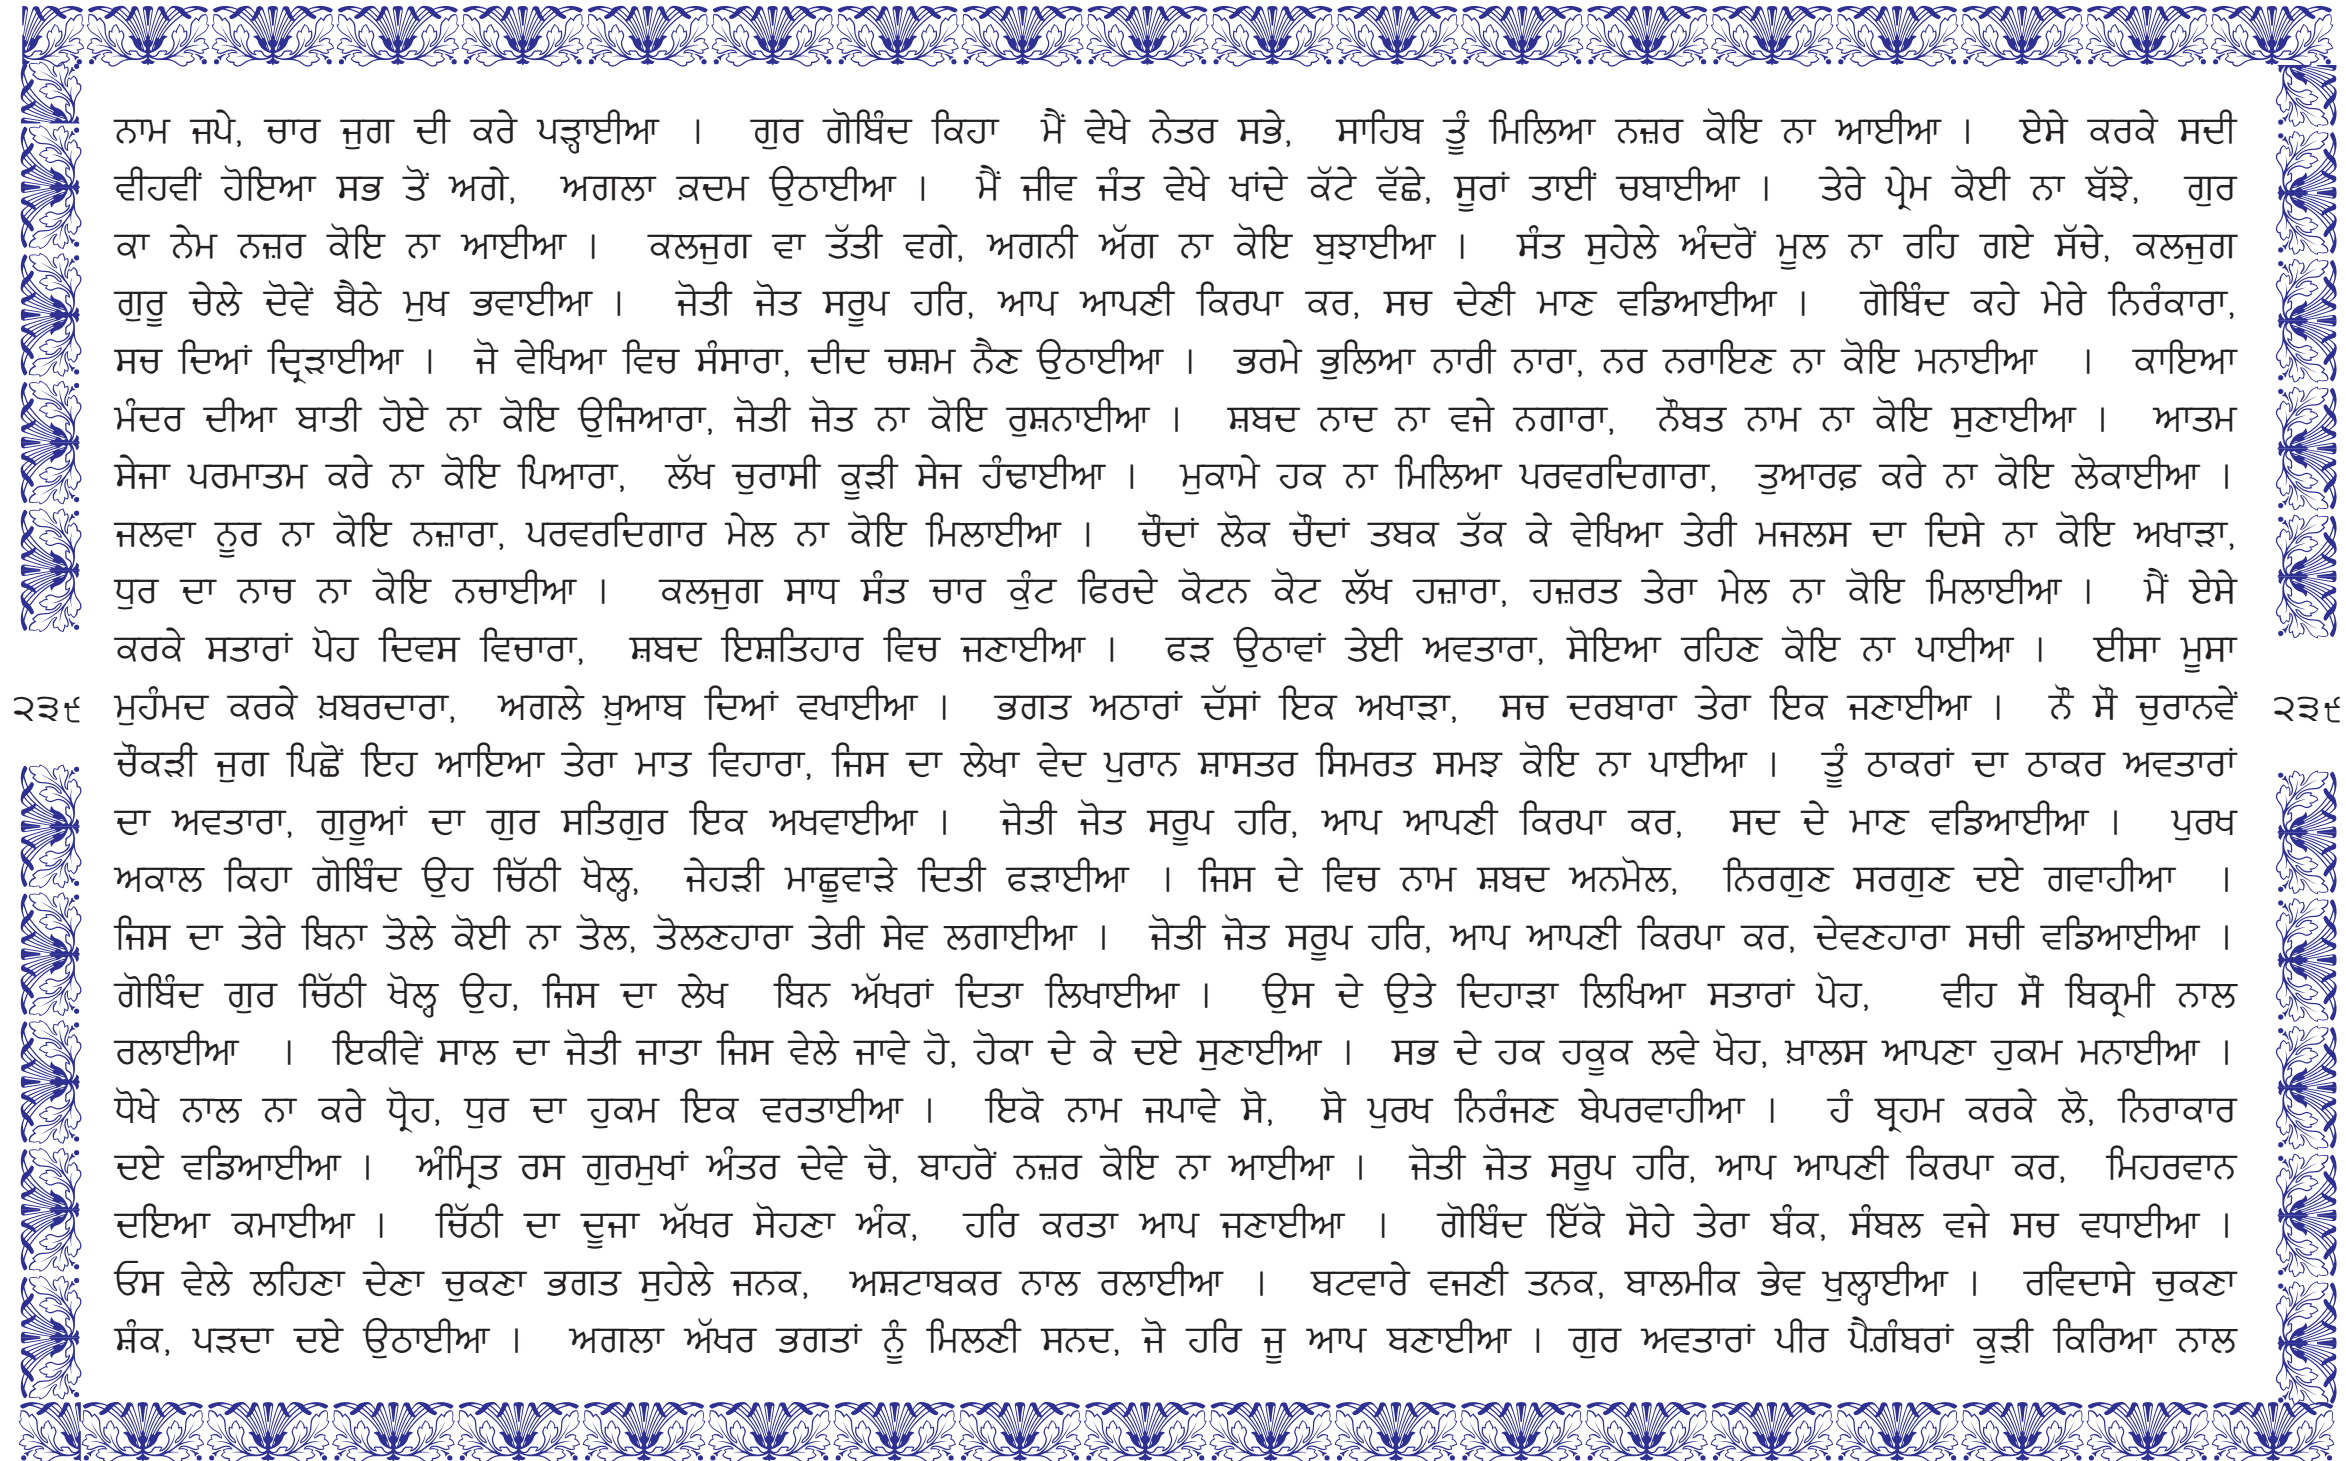 ਨਾਮ ਜਪੇ, ਚਾਰ ਜੁਗ ਦੀ ਕਰੇ ਪੜ੍ਹਾਈਆ । ਗੁਰ ਗੋਬਿੰਦ ਕਿਹਾ ਮੈਂ ਵੇਖੇ ਨੇਤਰ ਸਭੇ, ਸਾਹਿਬ ਤੂੰ ਮਿਲਿਆ ਨਜ਼ਰ ਕੋਇ ਨਾ ਆਈਆ । ਏਸੇ ਕਰਕੇ ਸਦੀ
ਵੀਹਵੀਂ ਹੋਇਆ ਸਭ ਤੋਂ ਅਗੇ, ਅਗਲਾ ਕ਼ਦਮ ਉਠਾਈਆ । ਮੈਂ ਜੀਵ ਜੰਤ ਵੇਖੇ ਖਾਂਦੇ ਕੱਟੇ ਵੱਛੇ, ਸੂਰਾਂ ਤਾਈਂ ਚਬਾਈਆ । ਤੇਰੇ ਪ੍ਰੇਮ ਕੋਈ ਨਾ ਬੱਝੇ, ਗੁਰ
ਕਾ ਨੇਮ ਨਜ਼ਰ ਕੋਇ ਨਾ ਆਈਆ । ਕਲਜੁਗ ਵਾ ਤੱਤੀ ਵਗੇ, ਅਗਨੀ ਅੱਗ ਨਾ ਕੋਇ ਬੁਝਾਈਆ । ਸੰਤ ਸੁਹੇਲੇ ਅੰਦਰੋਂ ਮੂਲ ਨਾ ਰਹਿ ਗਏ ਸੱਚੇ, ਕਲਜੁਗ
ਗੁਰੂ ਚੇਲੇ ਦੋਵੇਂ ਬੈਠੇ ਮੁਖ ਭਵਾਈਆ । ਜੋਤੀ ਜੋਤ ਸਰੂਪ ਹਰਿ, ਆਪ ਆਪਣੀ ਕਿਰਪਾ ਕਰ, ਸਚ ਦੇਣੀ ਮਾਣ ਵਡਿਆਈਆ । ਗੋਬਿੰਦ ਕਹੇ ਮੇਰੇ ਨਿਰੰਕਾਰਾ,
ਸਚ ਦਿਆਂ ਦ੍ਰਿੜਾਈਆ । ਜੋ ਵੇਖਿਆ ਵਿਚ ਸੰਸਾਰਾ, ਦੀਦ ਚਸ਼ਮ ਨੈਣ ਉਠਾਈਆ । ਭਰਮੇ ਭੁਲਿਆ ਨਾਰੀ ਨਾਰਾ, ਨਰ ਨਰਾਇਣ ਨਾ ਕੋਇ ਮਨਾਈਆ । ਕਾਇਆ
ਮੰਦਰ ਦੀਆ ਬਾਤੀ ਹੋਏ ਨਾ ਕੋਇ ਉਜਿਆਰਾ, ਜੋਤੀ ਜੋਤ ਨਾ ਕੋਇ ਰੁਸ਼ਨਾਈਆ । ਸ਼ਬਦ ਨਾਦ ਨਾ ਵਜੇ ਨਗਾਰਾ, ਨੌਬਤ ਨਾਮ ਨਾ ਕੋਇ ਸੁਣਾਈਆ । ਆਤਮ
ਸੇਜਾ ਪਰਮਾਤਮ ਕਰੇ ਨਾ ਕੋਇ ਪਿਆਰਾ, ਲੱਖ ਚੁਰਾਸੀ ਕੂੜੀ ਸੇਜ ਹੰਢਾਈਆ । ਮੁਕਾਮੇ ਹਕ ਨਾ ਮਿਲਿਆ ਪਰਵਰਦਿਗਾਰਾ, ਤੁਆਰਫ਼ ਕਰੇ ਨਾ ਕੋਇ ਲੋਕਾਈਆ ।
ਜਲਵਾ ਨੂਰ ਨਾ ਕੋਇ ਨਜ਼ਾਰਾ, ਪਰਵਰਦਿਗਾਰ ਮੇਲ ਨਾ ਕੋਇ ਮਿਲਾਈਆ । ਚੌਦਾਂ ਲੋਕ ਚੌਦਾਂ ਤਬਕ ਤੱਕ ਕੇ ਵੇਖਿਆ ਤੇਰੀ ਮਜਲਸ ਦਾ ਦਿਸੇ ਨਾ ਕੋਇ ਅਖਾੜਾ,
ਧੁਰ ਦਾ ਨਾਚ ਨਾ ਕੋਇ ਨਚਾਈਆ । ਕਲਜੁਗ ਸਾਧ ਸੰਤ ਚਾਰ ਕੁੰਟ ਫਿਰਦੇ ਕੋਟਨ ਕੋਟ ਲੱਖ ਹਜ਼ਾਰਾ, ਹਜ਼ਰਤ ਤੇਰਾ ਮੇਲ ਨਾ ਕੋਇ ਮਿਲਾਈਆ । ਮੈਂ ਏਸੇ
ਕਰਕੇ ਸਤਾਰਾਂ ਪੋਹ ਦਿਵਸ ਵਿਚਾਰਾ, ਸ਼ਬਦ ਇਸ਼ਤਿਹਾਰ ਵਿਚ ਜਣਾਈਆ । ਫੜ ਉਠਾਵਾਂ ਤੇਈ ਅਵਤਾਰਾ, ਸੋਇਆ ਰਹਿਣ ਕੋਇ ਨਾ ਪਾਈਆ । ਈਸਾ ਮੂਸਾ
੨੩੯ ਮੁਹੰਮਦ ਕਰਕੇ ਖ਼ਬਰਦਾਰਾ, ਅਗਲੇ ਖ਼ੁਆਬ ਦਿਆਂ ਵਖਾਈਆ । ਭਗਤ ਅਠਾਰਾਂ ਦੱਸਾਂ ਇਕ ਅਖਾੜਾ, ਸਚ ਦਰਬਾਰਾ ਤੇਰਾ ਇਕ ਜਣਾਈਆ । ਨੌ ਸੌ ਚੁਰਾਨਵੇਂ ੨੩੯
ਚੌਕੜੀ ਜੁਗ ਪਿਛੋਂ ਇਹ ਆਇਆ ਤੇਰਾ ਮਾਤ ਵਿਹਾਰਾ, ਜਿਸ ਦਾ ਲੇਖਾ ਵੇਦ ਪੁਰਾਨ ਸ਼ਾਸਤਰ ਸਿਮਰਤ ਸਮਝ ਕੋਇ ਨਾ ਪਾਈਆ । ਤੂੰ ਠਾਕਰਾਂ ਦਾ ਠਾਕਰ ਅਵਤਾਰਾਂ
ਦਾ ਅਵਤਾਰਾ, ਗੁਰੂਆਂ ਦਾ ਗੁਰ ਸਤਿਗੁਰ ਇਕ ਅਖਵਾਈਆ । ਜੋਤੀ ਜੋਤ ਸਰੂਪ ਹਰਿ, ਆਪ ਆਪਣੀ ਕਿਰਪਾ ਕਰ, ਸਦ ਦੇ ਮਾਣ ਵਡਿਆਈਆ । ਪੁਰਖ
ਅਕਾਲ ਕਿਹਾ ਗੋਬਿੰਦ ਉਹ ਚਿੱਠੀ ਖੋਲ੍ਹ, ਜੇਹੜੀ ਮਾਛੂਵਾੜੇ ਦਿਤੀ ਫੜਾਈਆ । ਜਿਸ ਦੇ ਵਿਚ ਨਾਮ ਸ਼ਬਦ ਅਨਮੋਲ, ਨਿਰਗੁਣ ਸਰਗੁਣ ਦਏ ਗਵਾਹੀਆ ।
ਜਿਸ ਦਾ ਤੇਰੇ ਬਿਨਾ ਤੋਲੇ ਕੋਈ ਨਾ ਤੋਲ, ਤੋਲਣਹਾਰਾ ਤੇਰੀ ਸੇਵ ਲਗਾਈਆ । ਜੋਤੀ ਜੋਤ ਸਰੂਪ ਹਰਿ, ਆਪ ਆਪਣੀ ਕਿਰਪਾ ਕਰ, ਦੇਵਣਹਾਰਾ ਸਚੀ ਵਡਿਆਈਆ ।
ਗੋਬਿੰਦ ਗੁਰ ਚਿੱਠੀ ਖੋਲ੍ਹ ਉਹ, ਜਿਸ ਦਾ ਲੇਖ ਬਿਨ ਅੱਖਰਾਂ ਦਿਤਾ ਲਿਖਾਈਆ । ਉਸ ਦੇ ਉਤੇ ਦਿਹਾੜਾ ਲਿਖਿਆ ਸਤਾਰਾਂ ਪੋਹ, ਵੀਹ ਸੌ ਬਿਕ੍ਰਮੀ ਨਾਲ
ਰਲਾਈਆ । ਇਕੀਵੇਂ ਸਾਲ ਦਾ ਜੋਤੀ ਜਾਤਾ ਜਿਸ ਵੇਲੇ ਜਾਵੇ ਹੋ, ਹੋਕਾ ਦੇ ਕੇ ਦਏ ਸੁਣਾਈਆ । ਸਭ ਦੇ ਹਕ ਹਕੂਕ ਲਵੇ ਖੋਹ, ਖ਼ਾਲਸ ਆਪਣਾ ਹੁਕਮ ਮਨਾਈਆ ।
ਧੋਖੇ ਨਾਲ ਨਾ ਕਰੇ ਧ੍ਰੋਹ, ਧੁਰ ਦਾ ਹੁਕਮ ਇਕ ਵਰਤਾਈਆ । ਇਕੋ ਨਾਮ ਜਪਾਵੇ ਸੋ, ਸੋ ਪੁਰਖ ਨਿਰੰਜਣ ਬੇਪਰਵਾਹੀਆ । ਹੰ ਬ੍ਰਹਮ ਕਰਕੇ ਲੋ, ਨਿਰਾਕਾਰ
ਦਏ ਵਡਿਆਈਆ । ਅੰਮ੍ਰਿਤ ਰਸ ਗੁਰਮੁਖਾਂ ਅੰਤਰ ਦੇਵੇ ਚੋ, ਬਾਹਰੋਂ ਨਜ਼ਰ ਕੋਇ ਨਾ ਆਈਆ । ਜੋਤੀ ਜੋਤ ਸਰੂਪ ਹਰਿ, ਆਪ ਆਪਣੀ ਕਿਰਪਾ ਕਰ, ਮਿਹਰਵਾਨ
ਦਇਆ ਕਮਾਈਆ । ਚਿੱਠੀ ਦਾ ਦੂਜਾ ਅੱਖਰ ਸੋਹਣਾ ਅੰਕ, ਹਰਿ ਕਰਤਾ ਆਪ ਜਣਾਈਆ । ਗੋਬਿੰਦ ਇੱਕੋ ਸੋਹੇ ਤੇਰਾ ਬੰਕ, ਸੰਬਲ ਵਜੇ ਸਚ ਵਧਾਈਆ ।
ਓਸ ਵੇਲੇ ਲਹਿਣਾ ਦੇਣਾ ਚੁਕਣਾ ਭਗਤ ਸੁਹੇਲੇ ਜਨਕ, ਅਸ਼ਟਾਬਕਰ ਨਾਲ ਰਲਾਈਆ । ਬਟਵਾਰੇ ਵਜਣੀ ਤਨਕ, ਬਾਲਮੀਕ ਭੇਵ ਖੁਲ੍ਹਾਈਆ । ਰਵਿਦਾਸੇ ਚੁਕਣਾ
ਸ਼ੰਕ, ਪੜਦਾ ਦਏ ਉਠਾਈਆ । ਅਗਲਾ ਅੱਖਰ ਭਗਤਾਂ ਨੂੰ ਮਿਲਣੀ ਸਨਦ, ਜੋ ਹਰਿ ਜੂ ਆਪ ਬਣਾਈਆ । ਗੁਰ ਅਵਤਾਰਾਂ ਪੀਰ ਪੈਗ਼ੰਬਰਾਂ ਕੂੜੀ ਕਿਰਿਆ ਨਾਲ